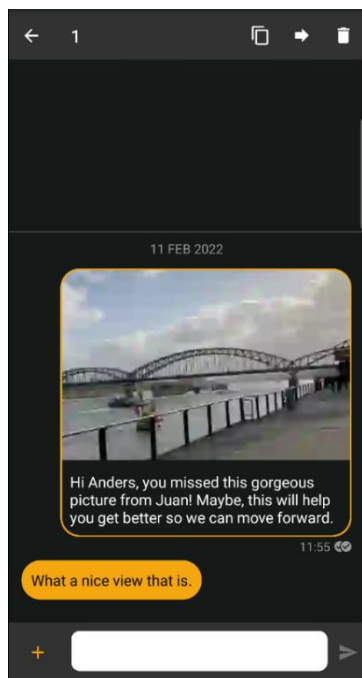 1
11 FEB 2022
Hi Anders, you missed this gorgeous
picture from Juan! Maybe, this will help
you get better so we can move forward.
11:55
What a nice view that is.